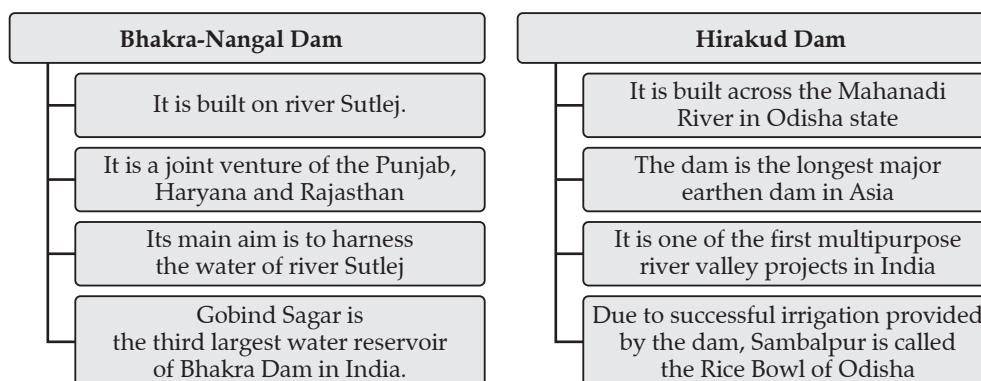 Bhakra-Nangal Dam
It is built on river Sutlej.
It is a joint venture of the Punjab,
Haryana and Rajasthan
Its main aim is to harness
the water of river Sutlej
Gobind Sagar is
the third largest water reservoir
of Bhakra Dam in India.
Hirakud Dam
It is built across the Mahanadi
River in Odisha state
The dam is the longest major
earthen dam in Asia
It is one of the first multipurpose
river valley projects in India
Due to successful irrigation provided
by the dam, Sambalpur is called
the Rice Bowl of Odisha